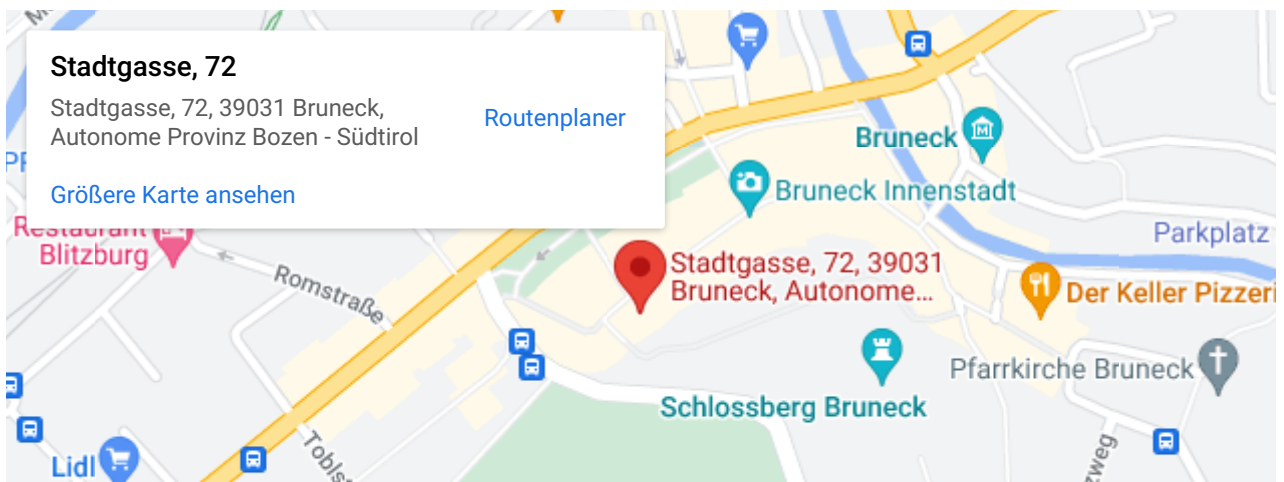 Stadtgasse, 72
Stadtgasse, 72, 39031 Bruneck,
Autonome Provinz Bozen - Südtirol
Routenplaner
Größere Karte ansehen
Bruneck
Bruneck Innenstadt
Restaurant
Blitzburg
Romstraße
Stadtgasse, 72, 39031
Bruneck, Autonome...
Parkplatz
Der Keller Pizzeri
Pfarrkirche Bruneck
Schlossberg Bruneck
Lidl